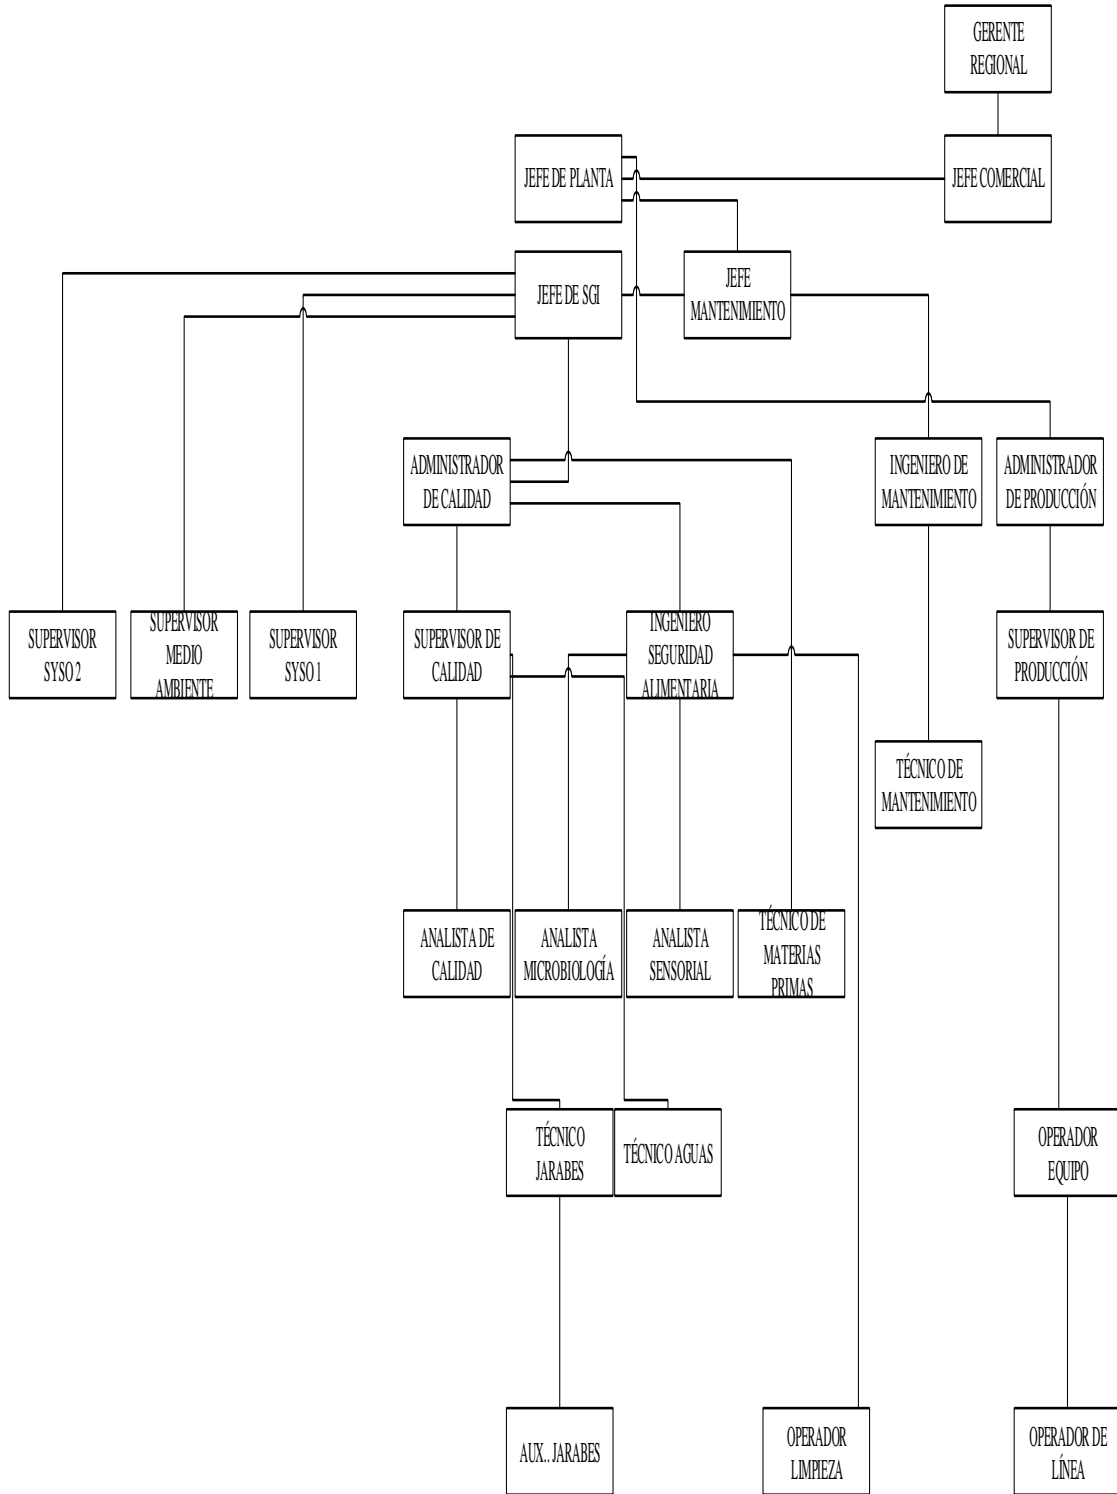 GERENTE
REGIONAL
JEFE DE PLANTA
JEFE COMERCIAL
JEFE DE SGI
JEFE
MANTENIMIENTO
ADMINISTRADOR
DE CALIDAD
INGENIERO DE
MANTENIMIENTO
ADMINISTRADOR
DE PRODUCCIÓN
SUPERVISOR
SYSO 2
SUPERVISOR
MEDIO
AMBIENTE
SUPERVISOR
SYSO 1
SUPERVISOR DE
CALIDAD
INGENIERO
SEGURIDAD
ALIMENTARIA
SUPERVISOR DE
PRODUCCIÓN
TÉCNICO DE
MANTENIMIENTO
ANALISTA DE
CALIDAD
ANALISTA
MICROBIOLOGÍA
ANALISTA
SENSORIAL
TÉCNICO DE
MATERIAS
PRIMAS
TÉCNICO
JARABES
TÉCNICO AGUAS
OPERADOR
EQUIPO
AUX.. JARABES
OPERADOR
LIMPIEZA
OPERADOR DE
LÍNEA